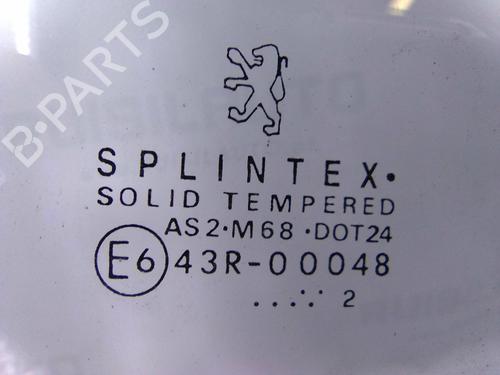 B-PARTS
SPLINTEX.
SOLID TEMPERED
AS2·M68·DOT24
E6 43R-00048
...:· 2